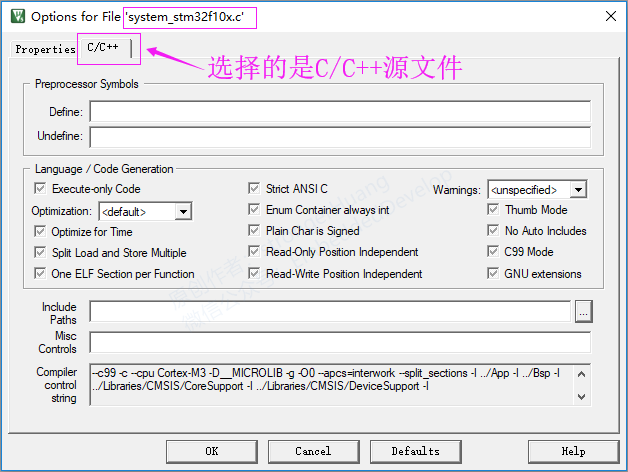 Options for File 'system_stm32f10x.c'
Properties C/C++
选择的是C/C++源文件
Preprocessor Symbols
Define:
Undefine:
Language / Code Generation
Execute-only Code
Strict ANSI C
Warnings: <unspecified>
Optimization: <default>
Enum Container always int
Thumb Mode
Optimize for Time
Plain Char is Signed
No Auto Includes
Split Load and Store Multiple
Read-Only Position Independent
C99 Mode
One ELF Section per Function
Read-Write Position Independent
GNU extensions
Include
Paths
...
Misc
Controls
Compiler
control
string
--c99 -c --cpu Cortex-M3 -D__MICROLIB -g -O0 --apcs=interwork --split_sections -I ../App -I ../Bsp -I
../Libraries/CMSIS/CoreSupport -I ../Libraries/CMSIS/DeviceSupport -I
OK Cancel Defaults Help